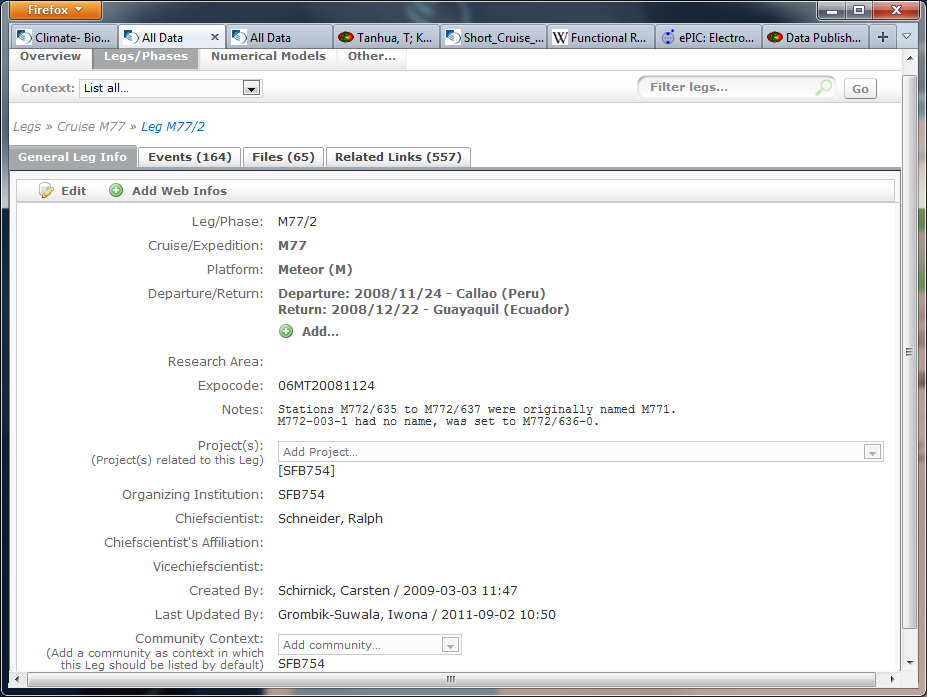 Firefox
Climate- Bio...
All Data
All Data
Tanhua, T; K...
Short_Cruise_...
Functional R...
ePIC: Electro...
Data Publish...
Overview Legs/Phases Numerical Models Other...
Context: List all... Filter legs... Go
Legs » Cruise M77 » Leg M77/2
General Leg Info Events (164) Files (65) Related Links (557)
Edit Add Web Infos
Leg/Phase: M77/2
Cruise/Expedition: M77
Platform: Meteor (M)
Departure/Return: Departure: 2008/11/24 - Callao (Peru)
Return: 2008/12/22 - Guayaquil (Ecuador)
Add...
Research Area:
Expocode: 06MT20081124
Notes: Stations M772/635 to M772/637 were originally named M771.
M772-003-1 had no name, was set to M772/636-0.
Project(s): Add Project...
(Project(s) related to this Leg)
[SFB754]
Organizing Institution: SFB754
Chiefscientist: Schneider, Ralph
Chiefscientist's Affiliation:
Vicechiefscientist:
Created By: Schirnick, Carsten / 2009-03-03 11:47
Last Updated By: Grombik-Suwala, Iwona / 2011-09-02 10:50
Community Context: Add community...
(Add a community as context in which
this Leg should be listed by default) SFB754